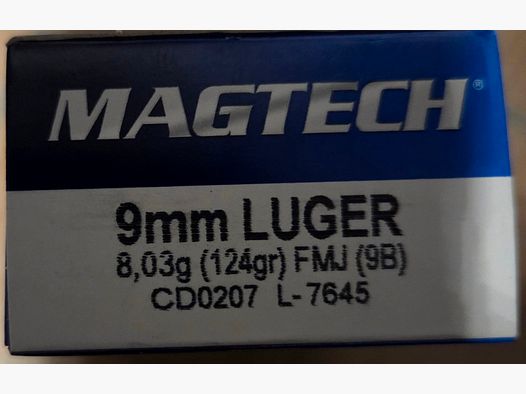 MAGTECH®
9mm LUGER
8,03g (124gr) FMJ (9B)
CD0207 L-7645